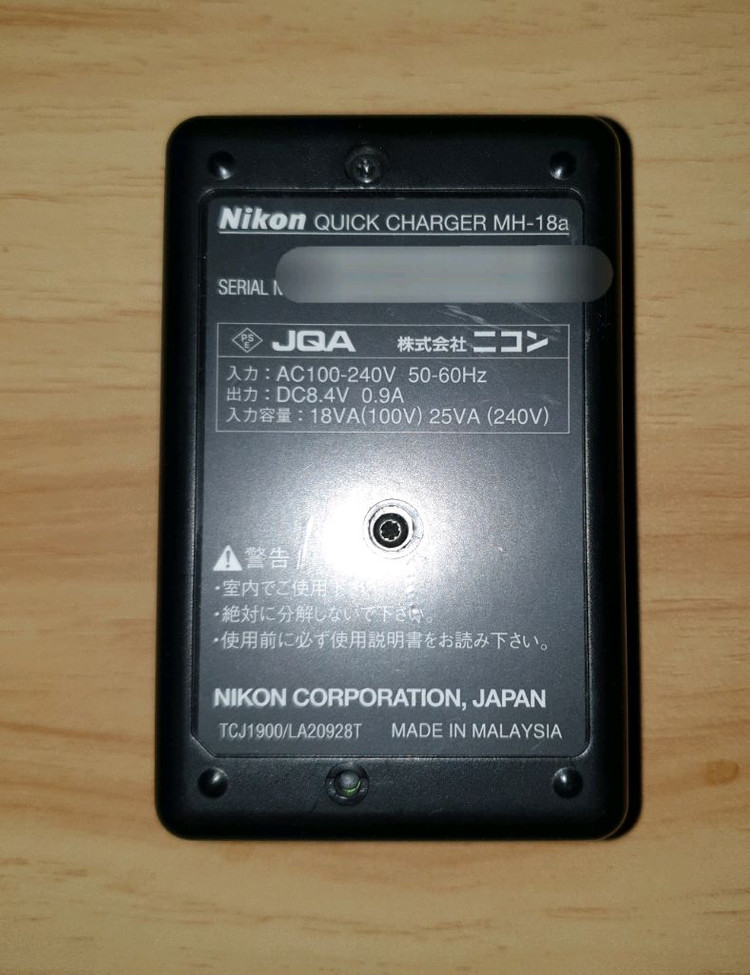 Nikon QUICK CHARGER MH-18a
SERIAL
PS
E
JQA 株式会社 ニコン
入力：AC100-240V 50-60Hz
出力：DC8.4V 0.9A
入力容量：18VA(100V) 25VA (240V)
警告
・室内でご使用
・絶対に分解しないで下さい。
・使用前に必ず使用説明書をお読み下さい。
NIKON CORPORATION, JAPAN
TCJ1900/LA20928T MADE IN MALAYSIA